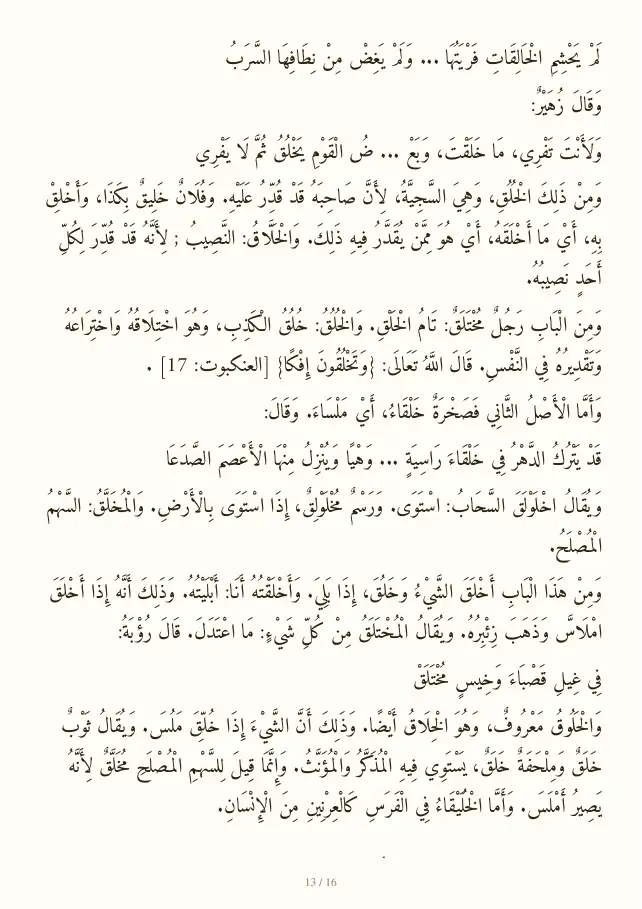 لَمْ يَحْشِمِ الْخَالِقَاتِ فَرْيَتُهَا ... وَلَمْ يَغِضْ مِنْ نِطَافِهَا السَّرَبُ
وَقَالَ زُهَيْرٌ:
وَلَأَنْتَ تَفْرِي، مَا خَلَقْتَ، وَبَعْ ... ضُ الْقَوْمِ يَخْلُقُ ثُمَّ لَا يَفْرِي
وَمِنْ ذَلِكَ الْخُلُقِ، وَهِيَ السَّجِيَّةُ، لِأَنَّ صَاحِبَهُ قَدْ قُدِّرَ عَلَيْهِ. وَفُلَانٌ خَلِيقٌ بِكَذَا، وَأَخْلِقْ
بِهِ، أَيْ مَا أَخْلَقَهُ، أَيْ هُوَ مِمَّنْ يُقَدَّرُ فِيهِ ذَلِكَ. وَالْخَلَّاقُ: النَّصِيبُ ; لِأَنَّهُ قَدْ قُدِّرَ لِكُلِّ
أَحَدٍ نَصِيبُهُ.
وَمِنَ الْبَابِ رَجُلٌ مُخْتَلَقٌ: تَامُ الْخَلْقِ. وَالْخُلُقُ: خُلُقُ الْكَذِبِ، وَهُوَ اخْتِلَاقُهُ وَاخْتِرَاعُهُ
وَتَقْدِيرُهُ فِي النَّفْسِ. قَالَ اللَّهُ تَعَالَى: {وَتَخْلُقُونَ إِفْكًا} [العنكبوت: 17] .
وَأَمَّا الْأَصْلُ الثَّانِي فَصَخْرَةٌ خَلْقَاءُ، أَيْ مَلْسَاءَ. وَقَالَ:
قَدْ يَتْرُكُ الدَّهْرُ فِي خَلْقَاءَ رَاسِيَةٍ ... وَهْيًا وَيُنْزِلُ مِنْهَا الْأَعْصَمَ الصَّدَعَا
وَيُقَالُ اخْلَوْلَقَ السَّحَابُ: اسْتَوَى. وَرَسْمٌ مُخْلَوْلِقٌ، إِذَا اسْتَوَى بِالْأَرْضِ. وَالْمُخَلَّقُ: السَّهْمُ
الْمُصْلَحُ.
وَمِنْ هَذَا الْبَابِ أَخْلَقَ الشَّيْءُ وَخَلُقَ، إِذَا بَلِيَ. وَأَخْلَقْتُهُ أَنَا: أَبْلَيْتُهُ. وَذَلِكَ أَنَّهُ إِذَا أَخْلَقَ
امْلَاسَّ وَذَهَبَ زِئْبِرُهُ. وَيُقَالُ الْمُخْتَلَقُ مِنْ كُلِّ شَيْءٍ: مَا اعْتَدَلَ. قَالَ رُؤْبَةُ:
فِي غِيلِ قَصْبَاءَ وَخِيسٍ مُخْتَلَقْ
وَالْخَلُوقُ مَعْرُوفٌ، وَهُوَ الْخِلَاقُ أَيْضًا. وَذَلِكَ أَنَّ الشَّيْءَ إِذَا خُلِّقَ مَلُسَ. وَيُقَالُ ثَوْبٌ
خَلَقٌ وَمِلْحَفَةٌ خَلَقٌ، يَسْتَوِي فِيهِ الْمُذَكَّرُ وَالْمُؤَنَّثُ. وَإِنَّمَا قِيلَ لِلسَّهْمِ الْمُصْلَحِ مُخَلَّقٌ لِأَنَّهُ
يَصِيرُ أَمْلَسَ. وَأَمَّا الْخُلَيْقَاءُ فِي الْفَرَسِ كَالْعِرْنِينِ مِنَ الْإِنْسَانِ.
13 / 16